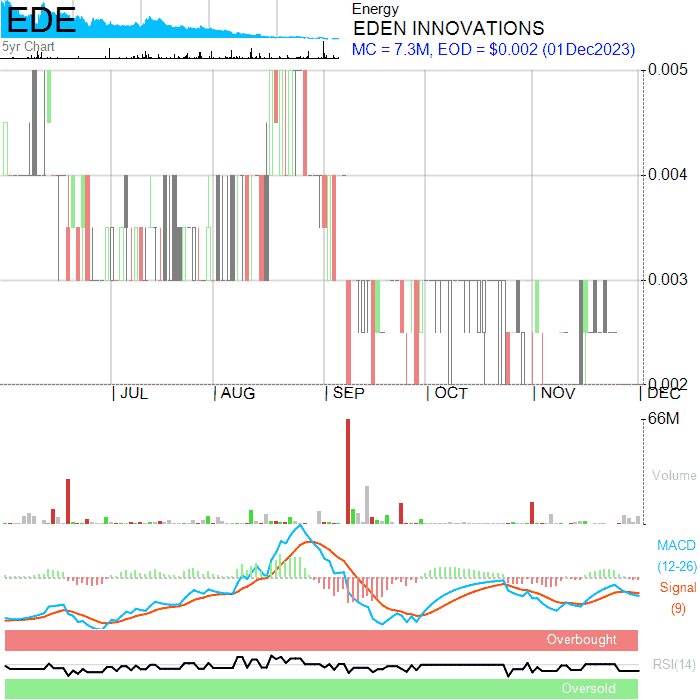 EDE
5yr Chart
Energy
EDEN INNOVATIONS
MC = 7.3M, EOD = $0.002 (01Dec2023)
0.005
0.004
0.003
0.002
JUL AUG SEP OCT NOV DEC
66M
Volume
MACD
(12-26)
Signal
(9)
Overbought
RSI(14)
Oversold